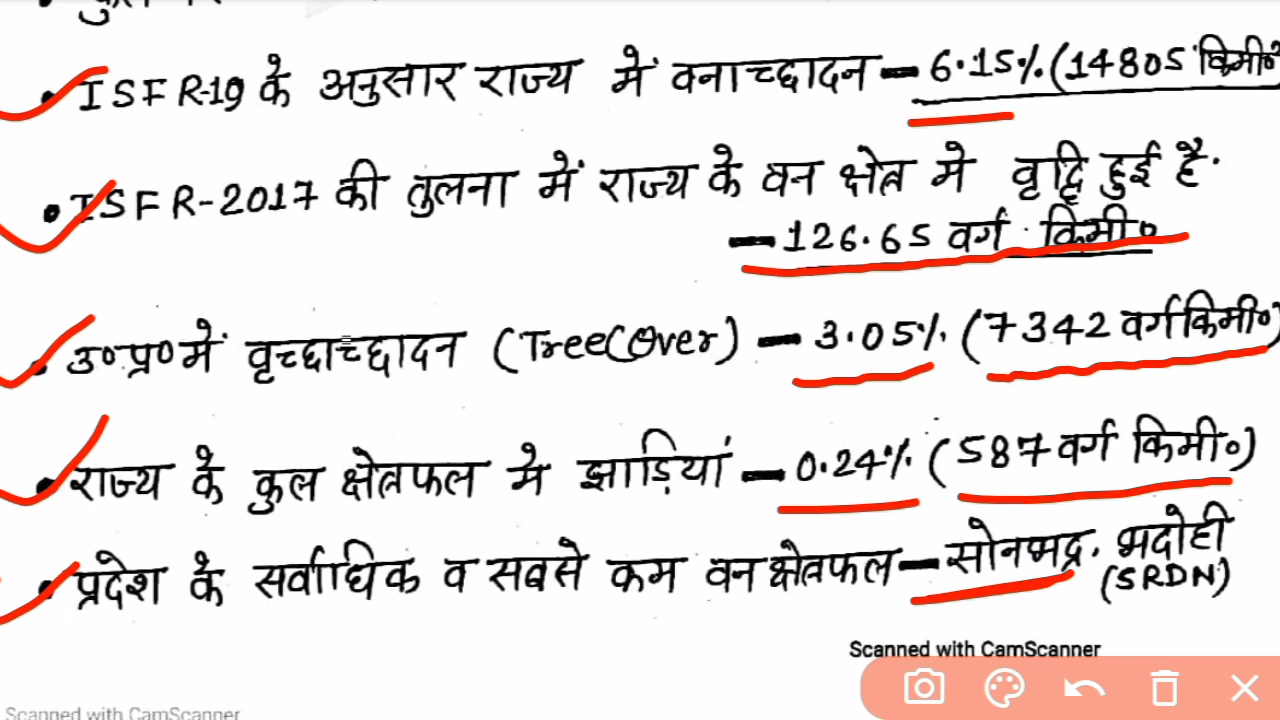 • ISFR-19 के अनुसार राज्य में वनाच्छादन - 6.15% (14805 किमी०
• ISFR-2017 की तुलना में राज्य के वन क्षेत्र मे वृद्धि हुई है.
- 126.65 वर्ग किमी०
• उ०प्र० में वृच्छाच्छादन (Tree Cover) - 3.05% (7342 वर्ग किमी०)
• राज्य के कुल क्षेत्रफल मे झाड़ियां - 0.24% (587 वर्ग किमी०)
• प्रदेश के सर्वाधिक व सबसे कम वन क्षेत्रफल - सोनभद्र, भदोही
(SRDN)
Scanned with CamScanner
Scanned with CamScanner